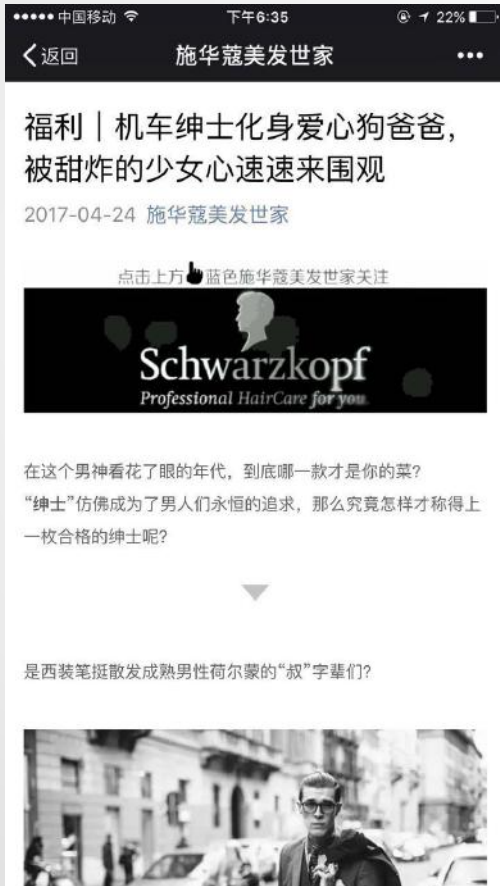 中国移动 下午6:35 22%
返回 施华蔻美发世家
福利｜机车绅士化身爱心狗爸爸,
被甜炸的少女心速速来围观
2017-04-24 施华蔻美发世家
点击上方 蓝色施华蔻美发世家关注
Schwarzkopf
Professional HairCare for you.
在这个男神看花了眼的年代，到底哪一款才是你的菜?
“绅士”仿佛成为了男人们永恒的追求，那么究竟怎样才称得上
一枚合格的绅士呢?
是西装笔挺散发成熟男性荷尔蒙的“叔”字辈们?